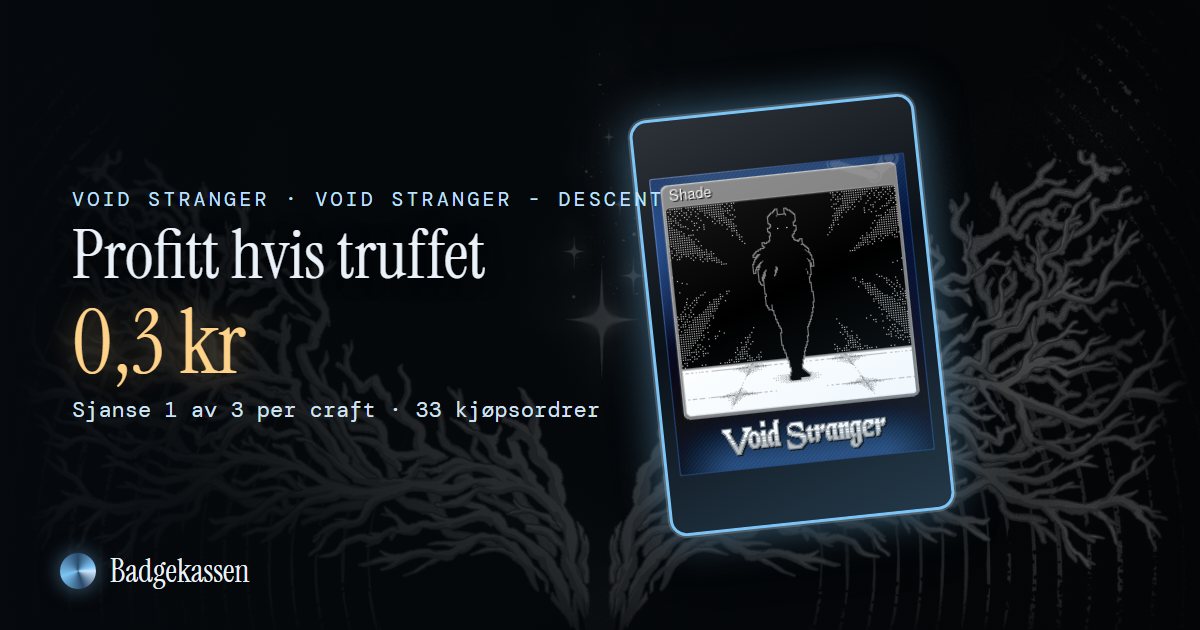 VOID STRANGER · VOID STRANGER - DESCENT
Profitt hvis truffet
0,3 kr
Sjanse 1 av 3 per craft · 33 kjøpsordrer
Shade
Void Stranger
Badgekassen